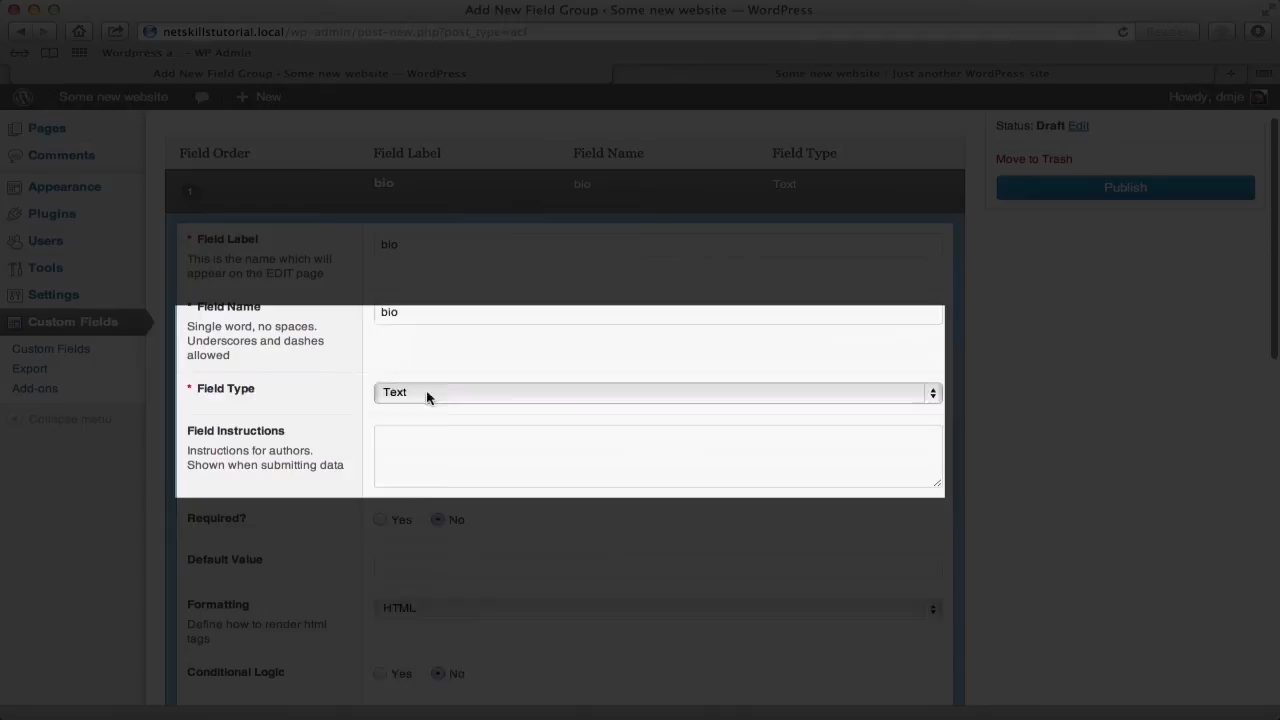 Add New Field Group ‹ Some new website — WordPress
netskillstutorial.local/wp-admin/post-new.php?post_type=acf
Wordpress a... – WP Admin
Add New Field Group ‹ Some new website — WordPress
Some new website | Just another WordPress site
Some new website
New
Howdy, dmje
Pages
Comments
Appearance
Plugins
Users
Tools
Settings
Custom Fields
Custom Fields
Export
Add-ons
Collapse menu
Status: Draft Edit
Move to Trash
Publish
Field Order Field Label Field Name Field Type
1 bio bio Text
* Field Label
This is the name which will
appear on the EDIT page
bio
* Field Name
Single word, no spaces.
Underscores and dashes
allowed
bio
* Field Type
Text
Field Instructions
Instructions for authors.
Shown when submitting data
Required?
Yes No
Default Value
Formatting
Define how to render html
tags
HTML
Conditional Logic
Yes No